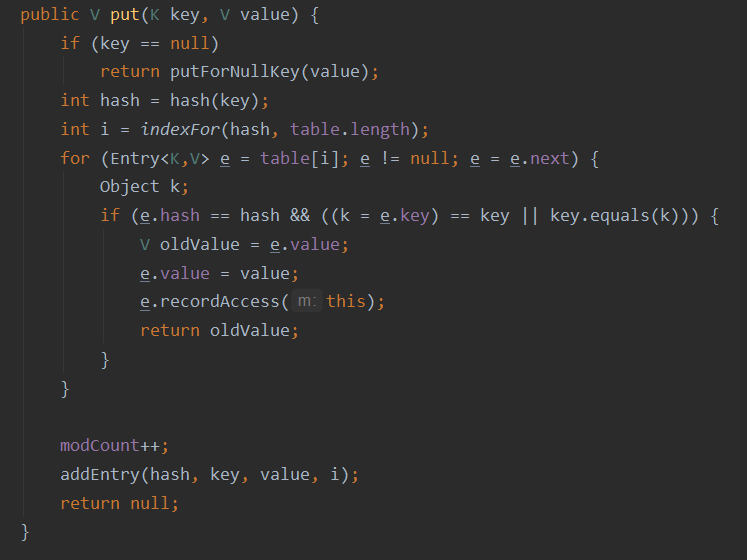 public V put(K key, V value) {
    if (key == null)
        return putForNullKey(value);
    int hash = hash(key);
    int i = indexFor(hash, table.length);
    for (Entry<K,V> e = table[i]; e != null; e = e.next) {
        Object k;
        if (e.hash == hash && ((k = e.key) == key || key.equals(k))) {
            V oldValue = e.value;
            e.value = value;
            e.recordAccess( m: this);
            return oldValue;
        }
    }

    modCount++;
    addEntry(hash, key, value, i);
    return null;
}